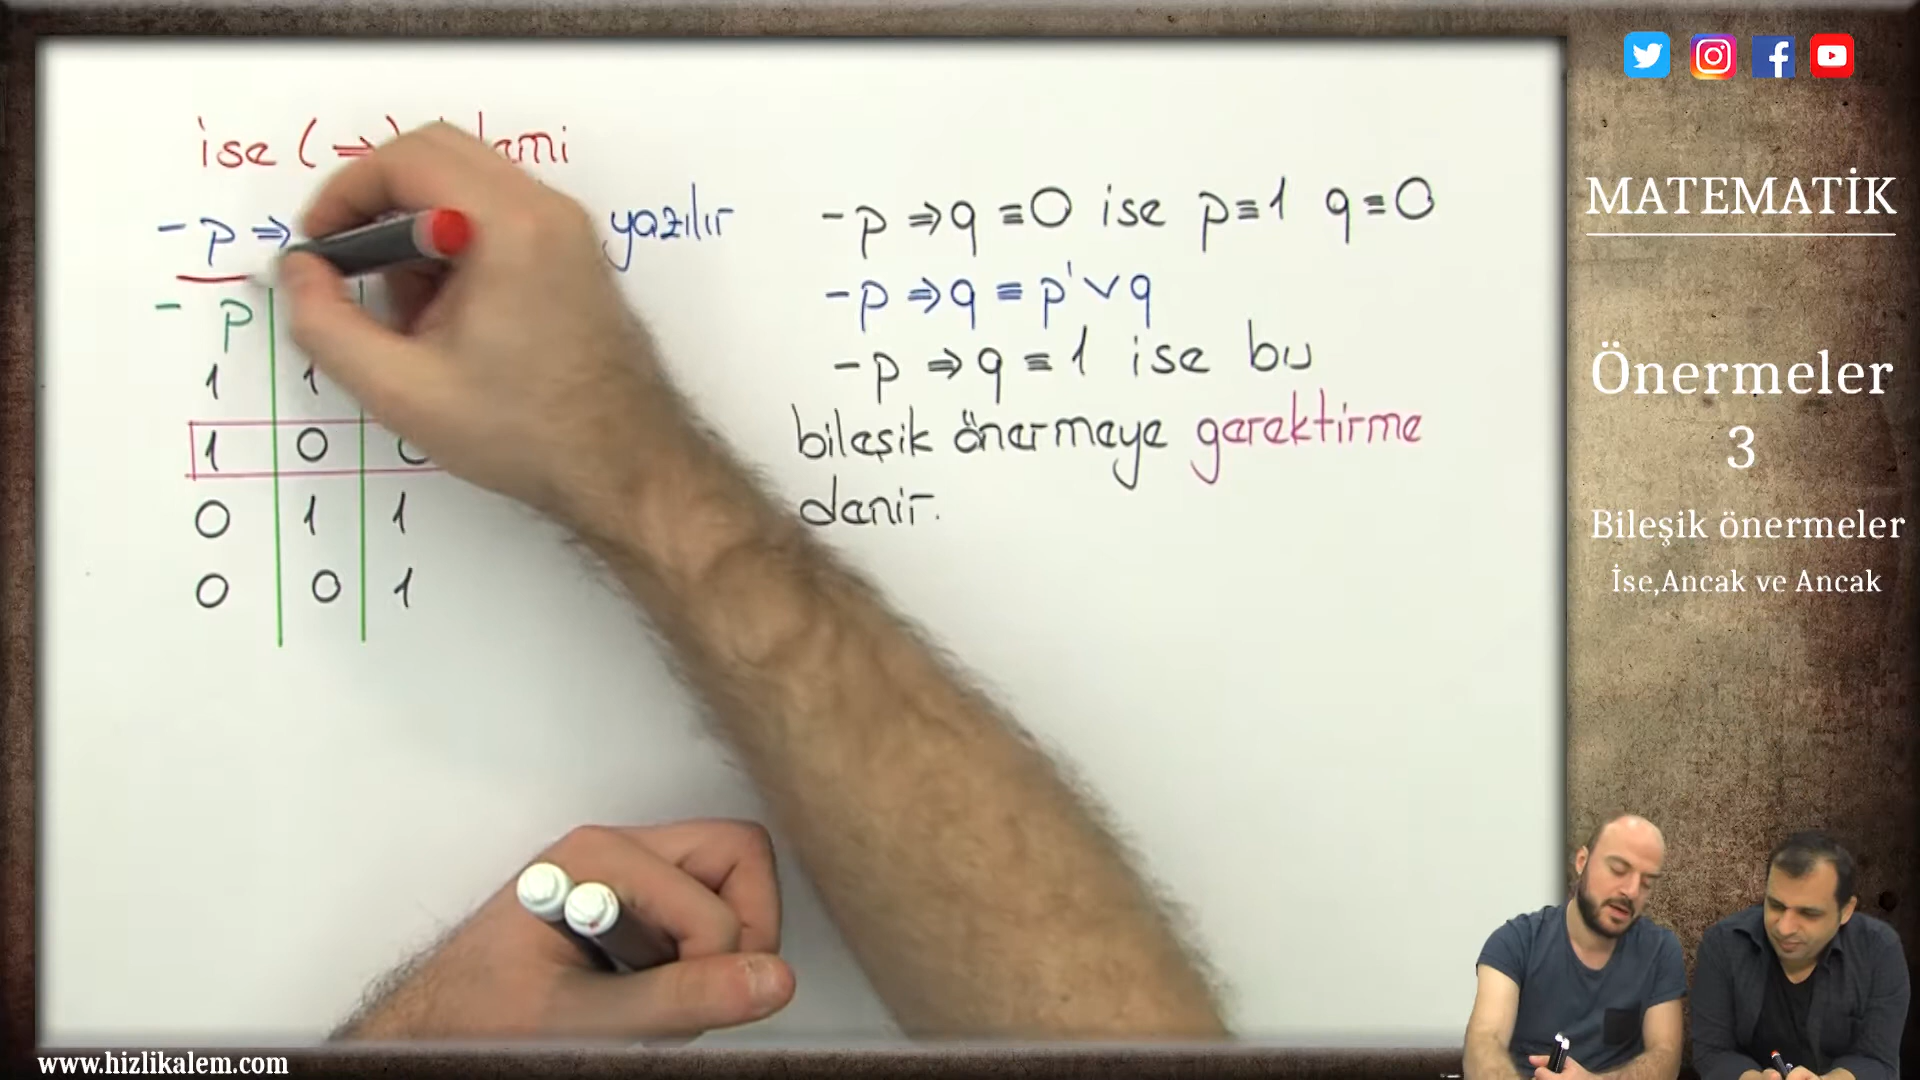 ise (⇒)
- p ⇒ yazılır
- p
1 1
1 0
0 1 1
0 0 1
- p ⇒ q ≡ 0 ise p ≡ 1 q ≡ 0
- p ⇒ q ≡ p' ∨ q
- p ⇒ q ≡ 1 ise bu
bileşik önermeye gerektirme
denir.
MATEMATİK
Önermeler
3
Bileşik önermeler
İse,Ancak ve Ancak
www.hizlikalem.com